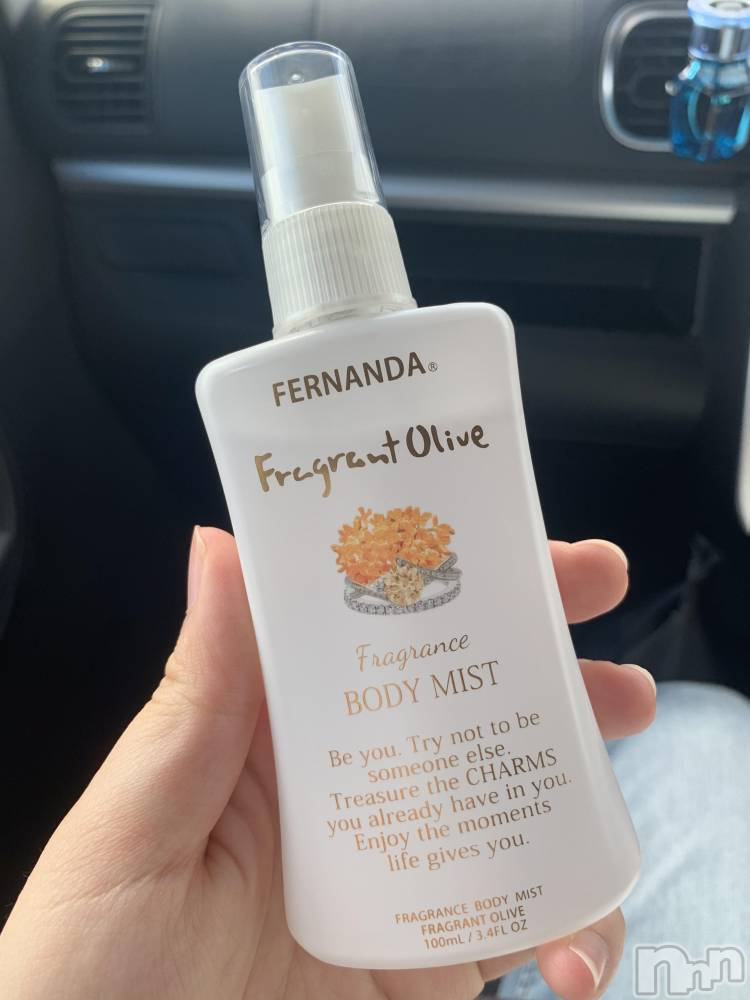 FERNANDA®
Fragrant Olive
Fragrance
BODY MIST
Be you. Try not to be
someone else.
Treasure the CHARMS
you already have in you.
Enjoy the moments
life gives you.
FRAGRANCE BODY MIST
FRAGRANT OLIVE
100mL / 3.4FL OZ
nnn